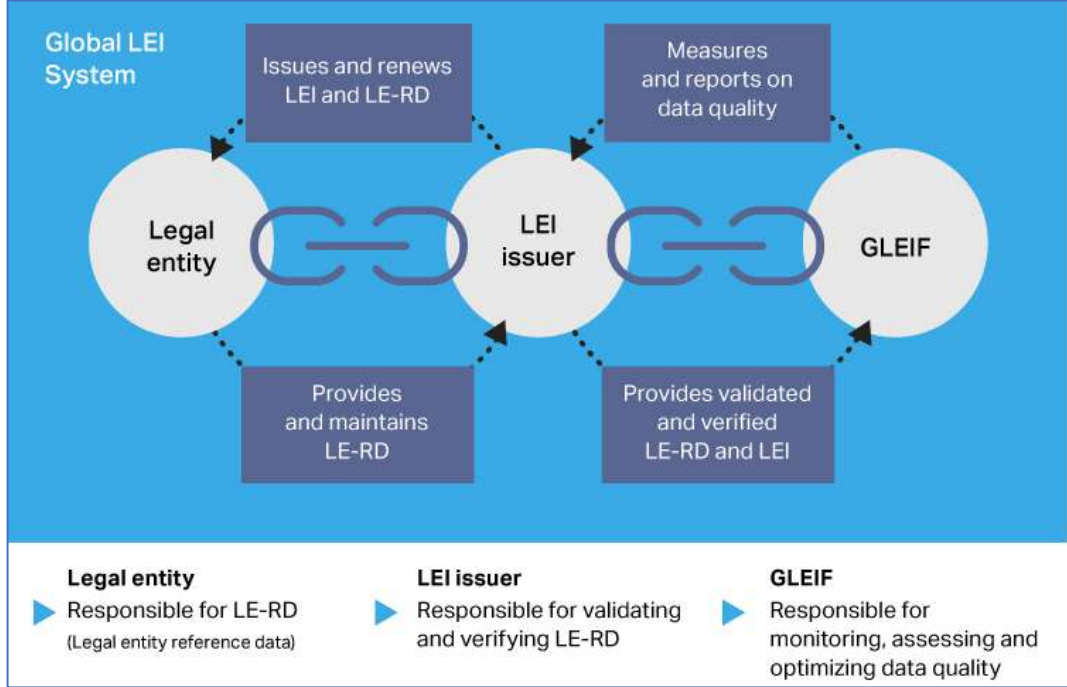 Global LEI
System
Issues and renews
LEI and LE-RD
Measures
and reports on
data quality
Legal
entity
LEI
issuer
GLEIF
Provides
and maintains
LE-RD
Provides validated
and verified
LE-RD and LEI
Legal entity
Responsible for LE-RD
(Legal entity reference data)
LEI issuer
Responsible for validating
and verifying LE-RD
GLEIF
Responsible for
monitoring, assessing and
optimizing data quality